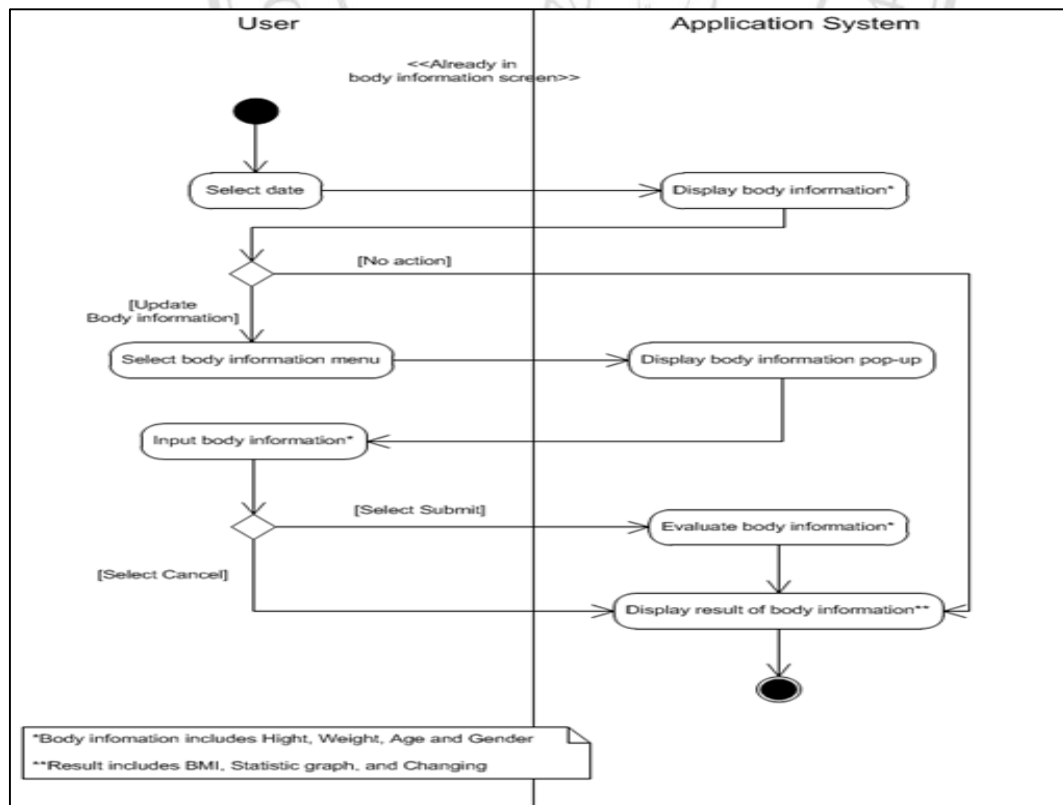 User
Application System
<<Already in
body information screen>>
Select date
Display body information*
[No action]
[Update
Body information]
Select body information menu
Display body information pop-up
Input body information*
[Select Submit]
Evaluate body information*
[Select Cancel]
Display result of body information**
*Body infomation includes Hight, Weight, Age and Gender
**Result includes BMI, Statistic graph, and Changing